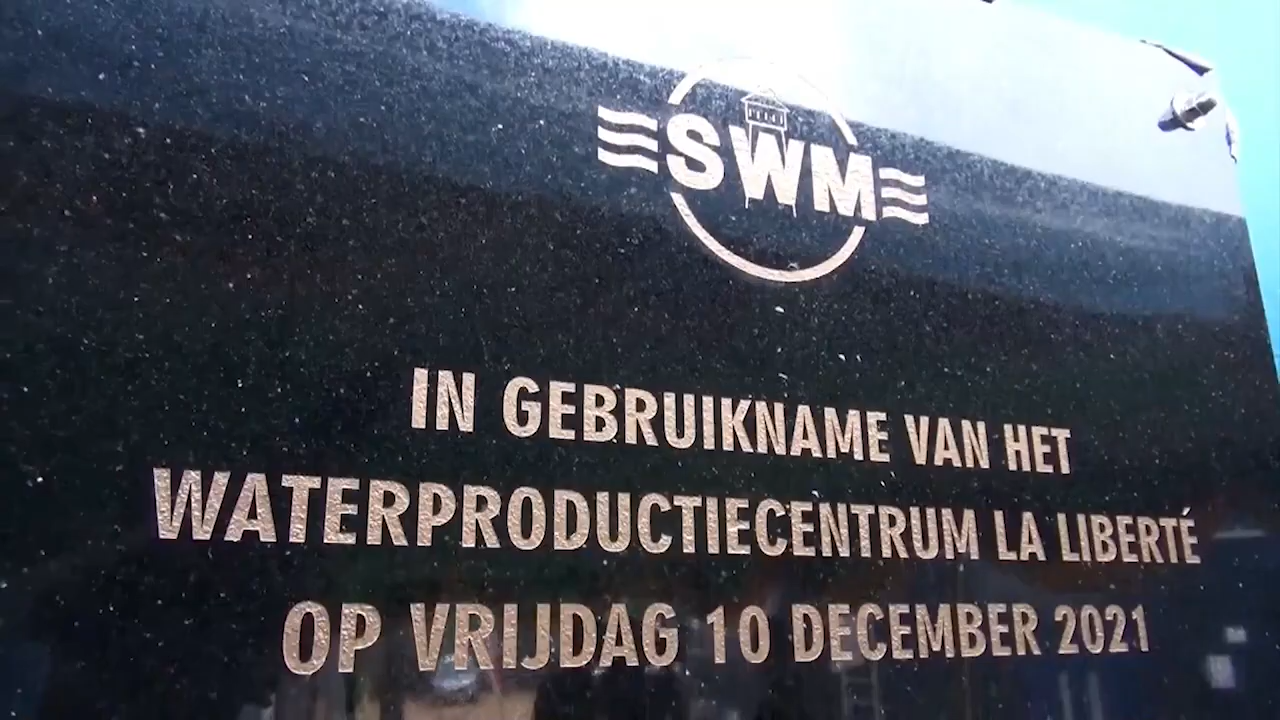 SWM
IN GEBRUIKNAME VAN HET
WATERPRODUCTIECENTRUM LA LIBERTÉ
OP VRIJDAG 10 DECEMBER 2021